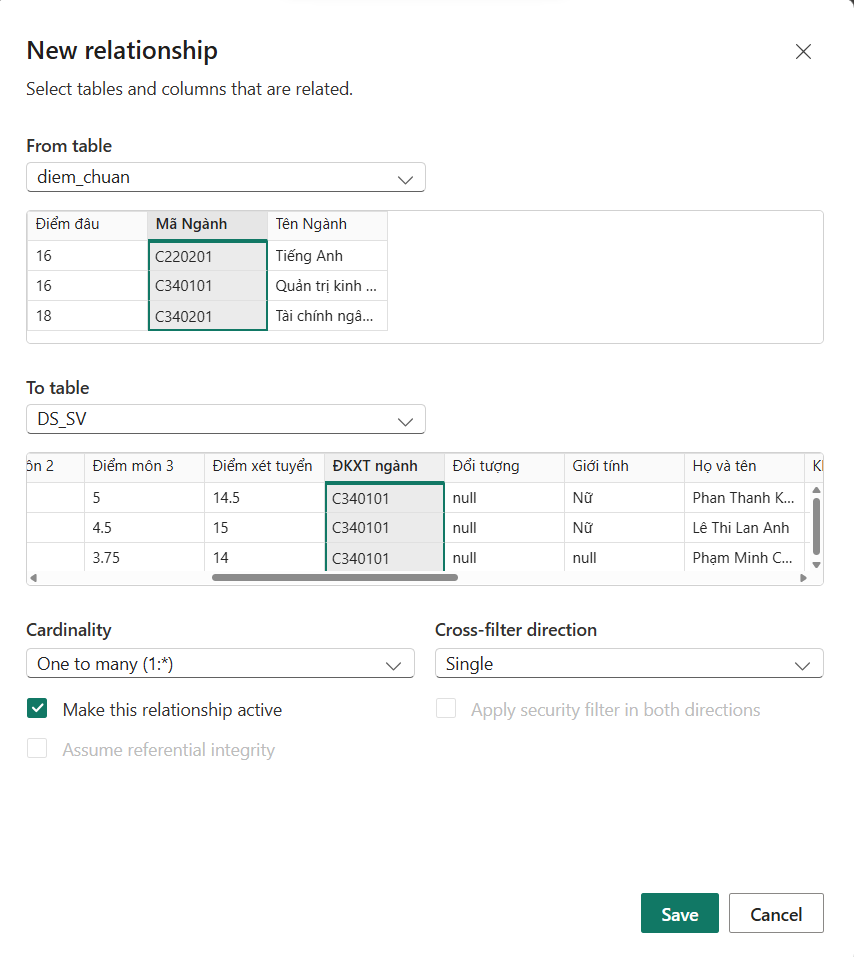 New relationship
Select tables and columns that are related.
From table
diem_chuan
Điểm đâu Mã Ngành Tên Ngành
16 C220201 Tiếng Anh
16 C340101 Quản trị kinh ...
18 C340201 Tài chính ngâ...
To table
DS_SV
ôn 2 Điểm môn 3 Điểm xét tuyển ĐKXT ngành Đối tượng Giới tính Họ và tên
5 14.5 C340101 null Nữ Phan Thanh K...
4.5 15 C340101 null Nữ Lê Thi Lan Anh
3.75 14 C340101 null null Phạm Minh C...
Cardinality Cross-filter direction
One to many (1:*) Single
Make this relationship active Apply security filter in both directions
Assume referential integrity
Save Cancel